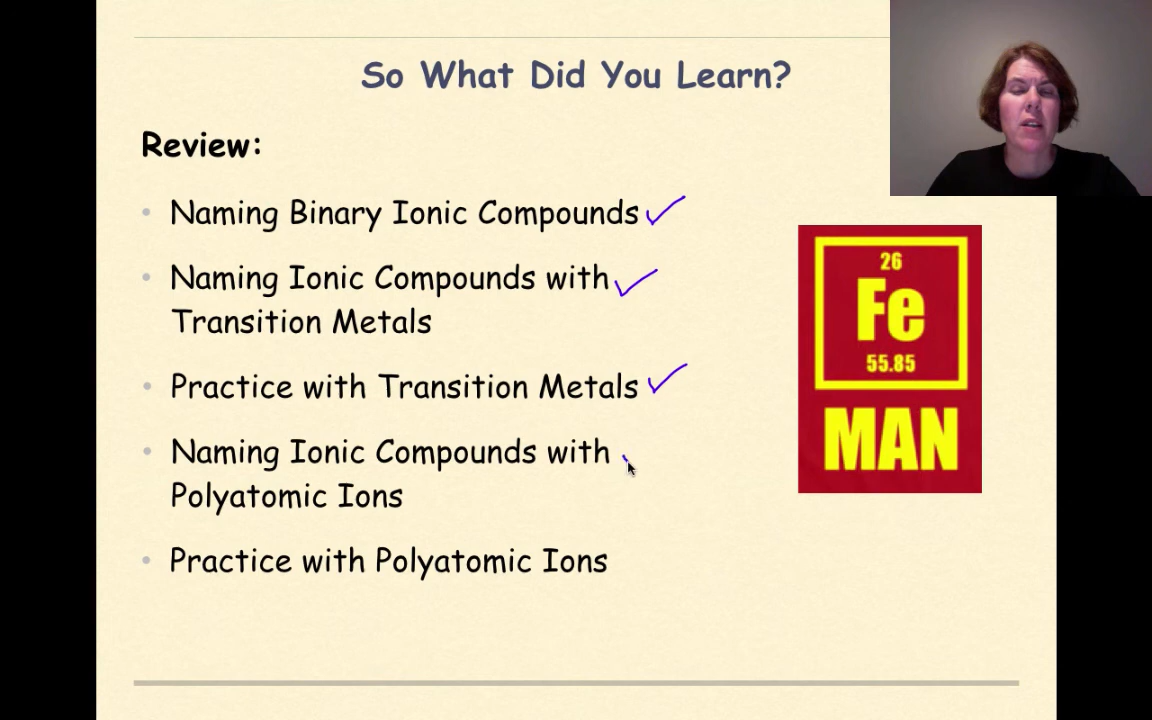 So What Did You Learn?
Review:
• Naming Binary Ionic Compounds
• Naming Ionic Compounds with
Transition Metals
• Practice with Transition Metals
• Naming Ionic Compounds with
Polyatomic Ions
• Practice with Polyatomic Ions
26
Fe
55.85
MAN